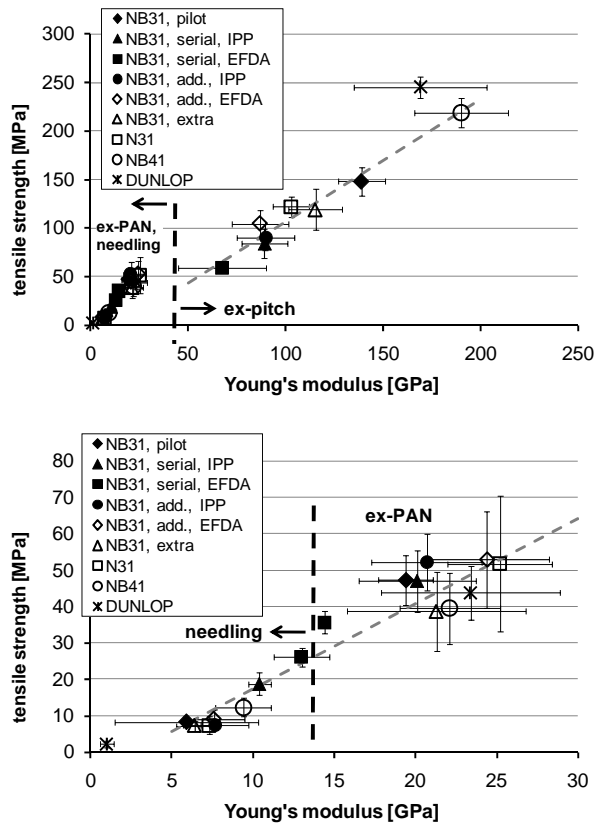 NB31, pilot
NB31, serial, IPP
NB31, serial, EFDA
NB31, add., IPP
NB31, add., EFDA
NB31, extra
N31
NB41
DUNLOP
300
250
200
150
100
50
0
tensile strength [MPa]
ex-PAN,
needling
ex-pitch
0 50 100 150 200 250
Young's modulus [GPa]
NB31, pilot
NB31, serial, IPP
NB31, serial, EFDA
NB31, add., IPP
NB31, add., EFDA
NB31, extra
N31
NB41
DUNLOP
80
70
60
50
40
30
20
10
0
tensile strength [MPa]
ex-PAN
needling
0 5 10 15 20 25 30
Young's modulus [GPa]